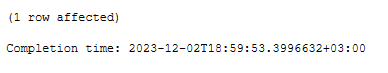 (1 row affected)
Completion time: 2023-12-02T18:59:53.3996632+03:00